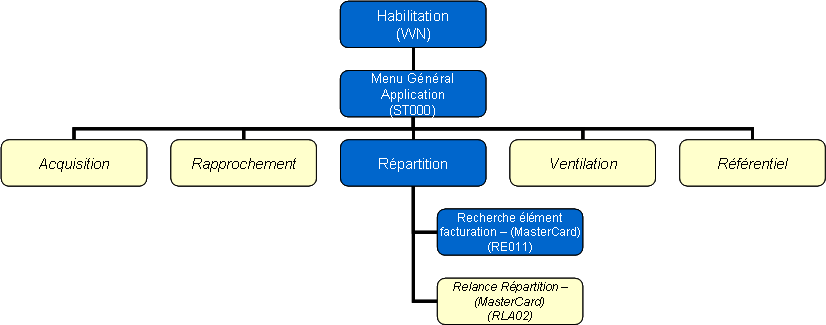 Habilitation
(WN)
Menu Général
Application
(ST000)
Acquisition
Rapprochement
Répartition
Ventilation
Référentiel
Recherche élément
facturation – (MasterCard)
(RE011)
Relance Répartition –
(MasterCard)
(RLA02)